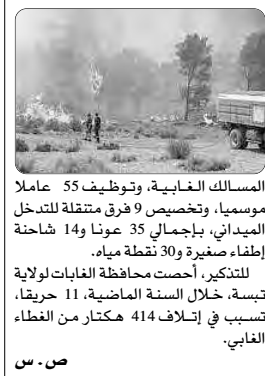 المسالك الغابية، وتوظيف 55 عاملا
موسميا، وتخصيص 9 فرق متنقلة للتدخل
الميداني، بإجمالي 35 عونا و14 شاحنة
إطفاء صغيرة و30 نقطة مياه.
للتذكير، أحصت محافظة الغابات لولاية
تبسة، خلال السنة الماضية، 11 حريقا،
تسبب في إتلاف 414 هكتار من الغطاء
الغابي.
ص. س